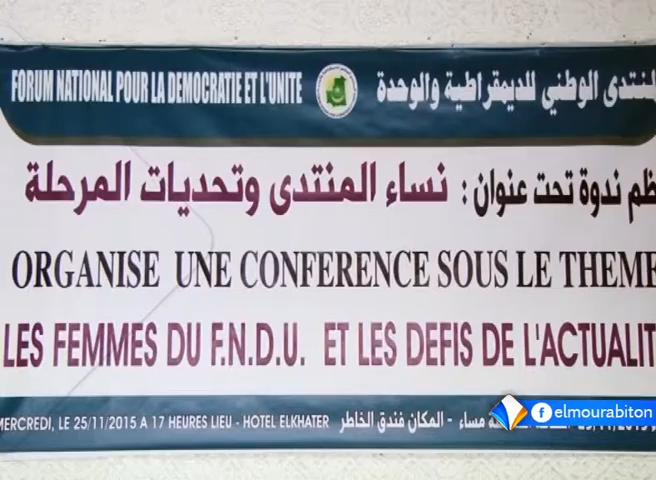 FORUM NATIONAL POUR LA DEMOCRATIE ET L'UNITE
المنتدى الوطني للديمقراطية والوحدة
نساء المنتدى وتحديات المرحلة : ندوة تحت عنوان
ORGANISE UNE CONFERENCE SOUS LE THEME
LES FEMMES DU F.N.D.U. ET LES DEFIS DE L'ACTUALIT
MERCREDI, LE 25/11/2015 A 17 HEURES LIEU - HOTEL ELKHATER
مساء - المكان فندق الخاطر
elmourabiton